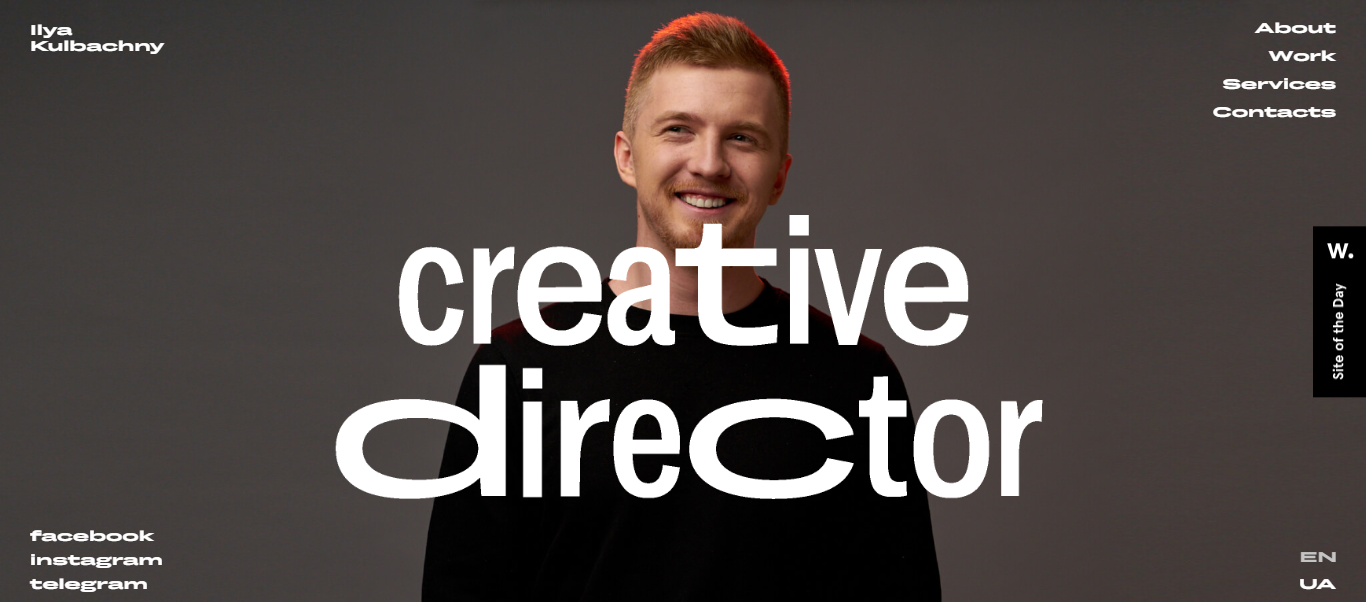 Ilya
Kulbachny
About
Work
Services
Contacts
creative
director
W.
Site of the Day
facebook
instagram
telegram
EN
UA